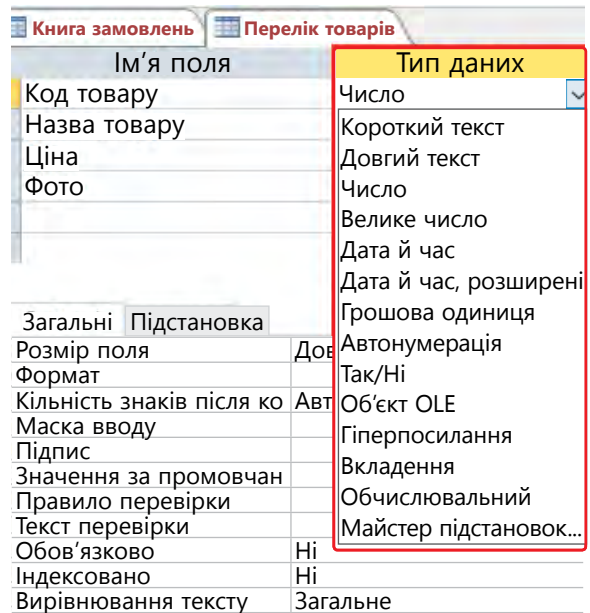 Книга замовлень Перелік товарів
Ім’я поля Тип даних
Код товару Число
Назва товару
Ціна
Фото
Короткий текст
Довгий текст
Число
Велике число
Дата й час
Дата й час, розширені
Грошова одиниця
Автонумерація
Так/Ні
Об’єкт OLE
Гіперпосилання
Вкладення
Обчислювальний
Майстер підстановок...
Загальні Підстановка
Розмір поля Дов
Формат
Кількість знаків після ко Авт
Маска вводу
Підпис
Значення за промовчан
Правило перевірки
Текст перевірки
Обов’язково Ні
Індексовано Ні
Вирівнювання тексту Загальне